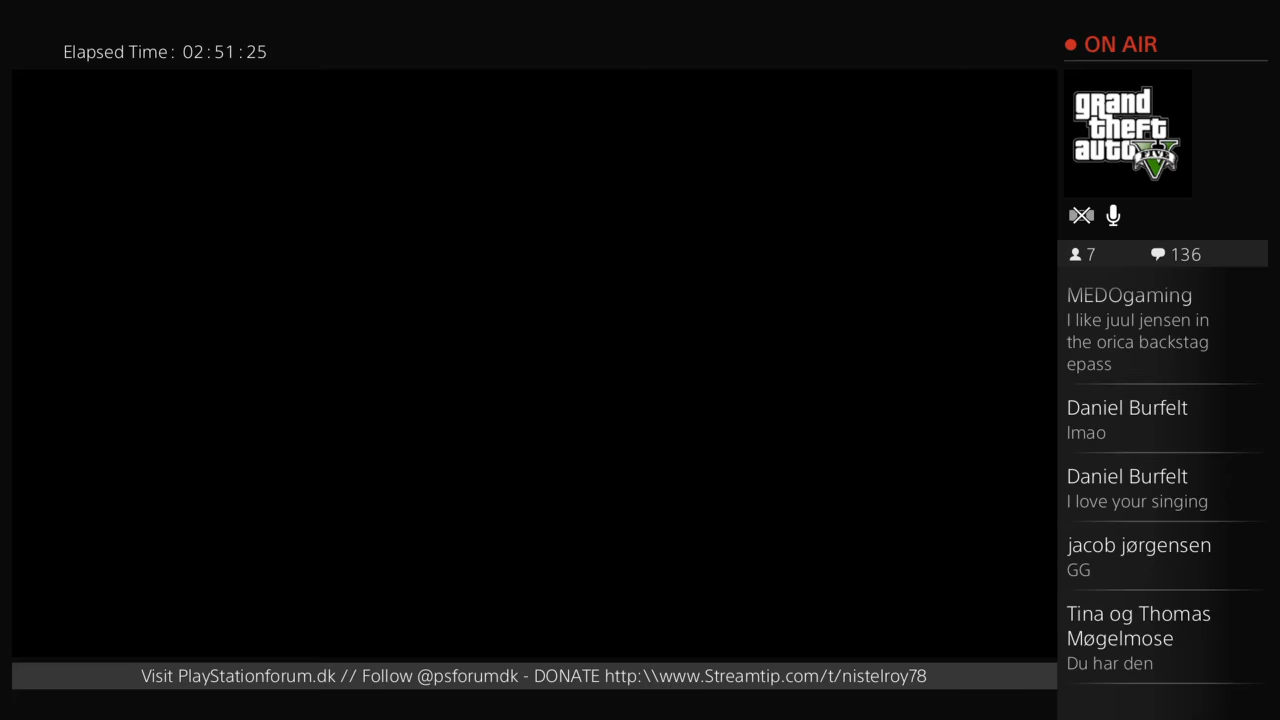 Elapsed Time: 02:51:25
ON AIR
grand
theft
auto
FIVE
7 136
MEDOgaming
I like juul jensen in
the orica backstag
epass
Daniel Burfelt
lmao
Daniel Burfelt
I love your singing
jacob jørgensen
GG
Tina og Thomas
Møgelmose
Du har den
Visit PlayStationforum.dk // Follow @psforumdk - DONATE http:\\www.Streamtip.com/t/nistelroy78